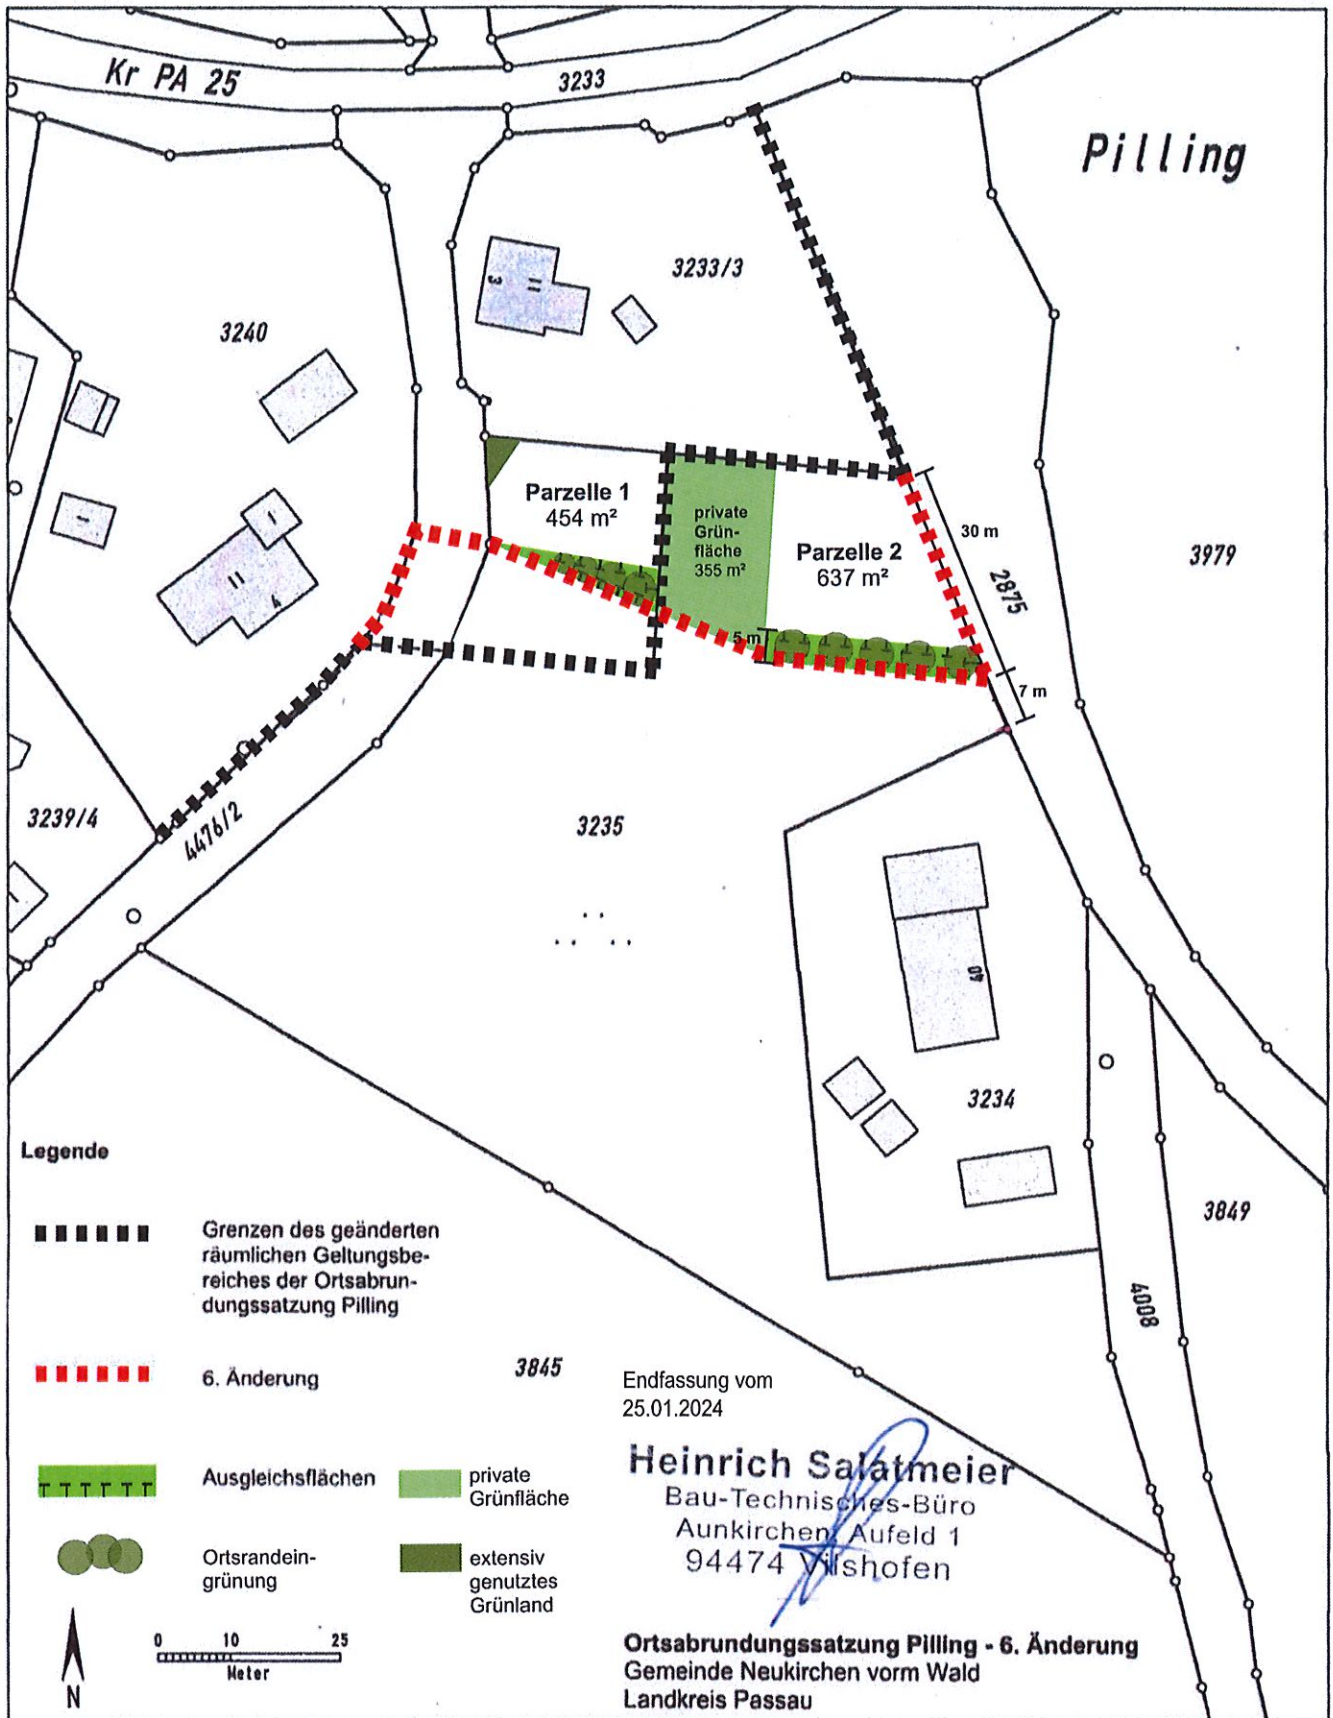 Kr PA 25
3233
Pilling
3233/3
3240
3
II
Parzelle 1
454 m²
private
Grün-
fläche
355 m²
Parzelle 2
637 m²
30 m
2875
3979
5 m
7 m
I
II
4
3239/4
4476/2
3235
40
3234
3849
4008
3845
Legende
Grenzen des geänderten
räumlichen Geltungsbe-
reiches der Ortsabrun-
dungssatzung Pilling
6. Änderung
Ausgleichsflächen
private
Grünfläche
Ortsrandein-
grünung
extensiv
genutztes
Grünland
N
0 10 25
Meter
Endfassung vom
25.01.2024
Heinrich Salatmeier
Bau-Technisches-Büro
Aunkirchen, Aufeld 1
94474 Vilshofen
Ortsabrundungssatzung Pilling - 6. Änderung
Gemeinde Neukirchen vorm Wald
Landkreis Passau